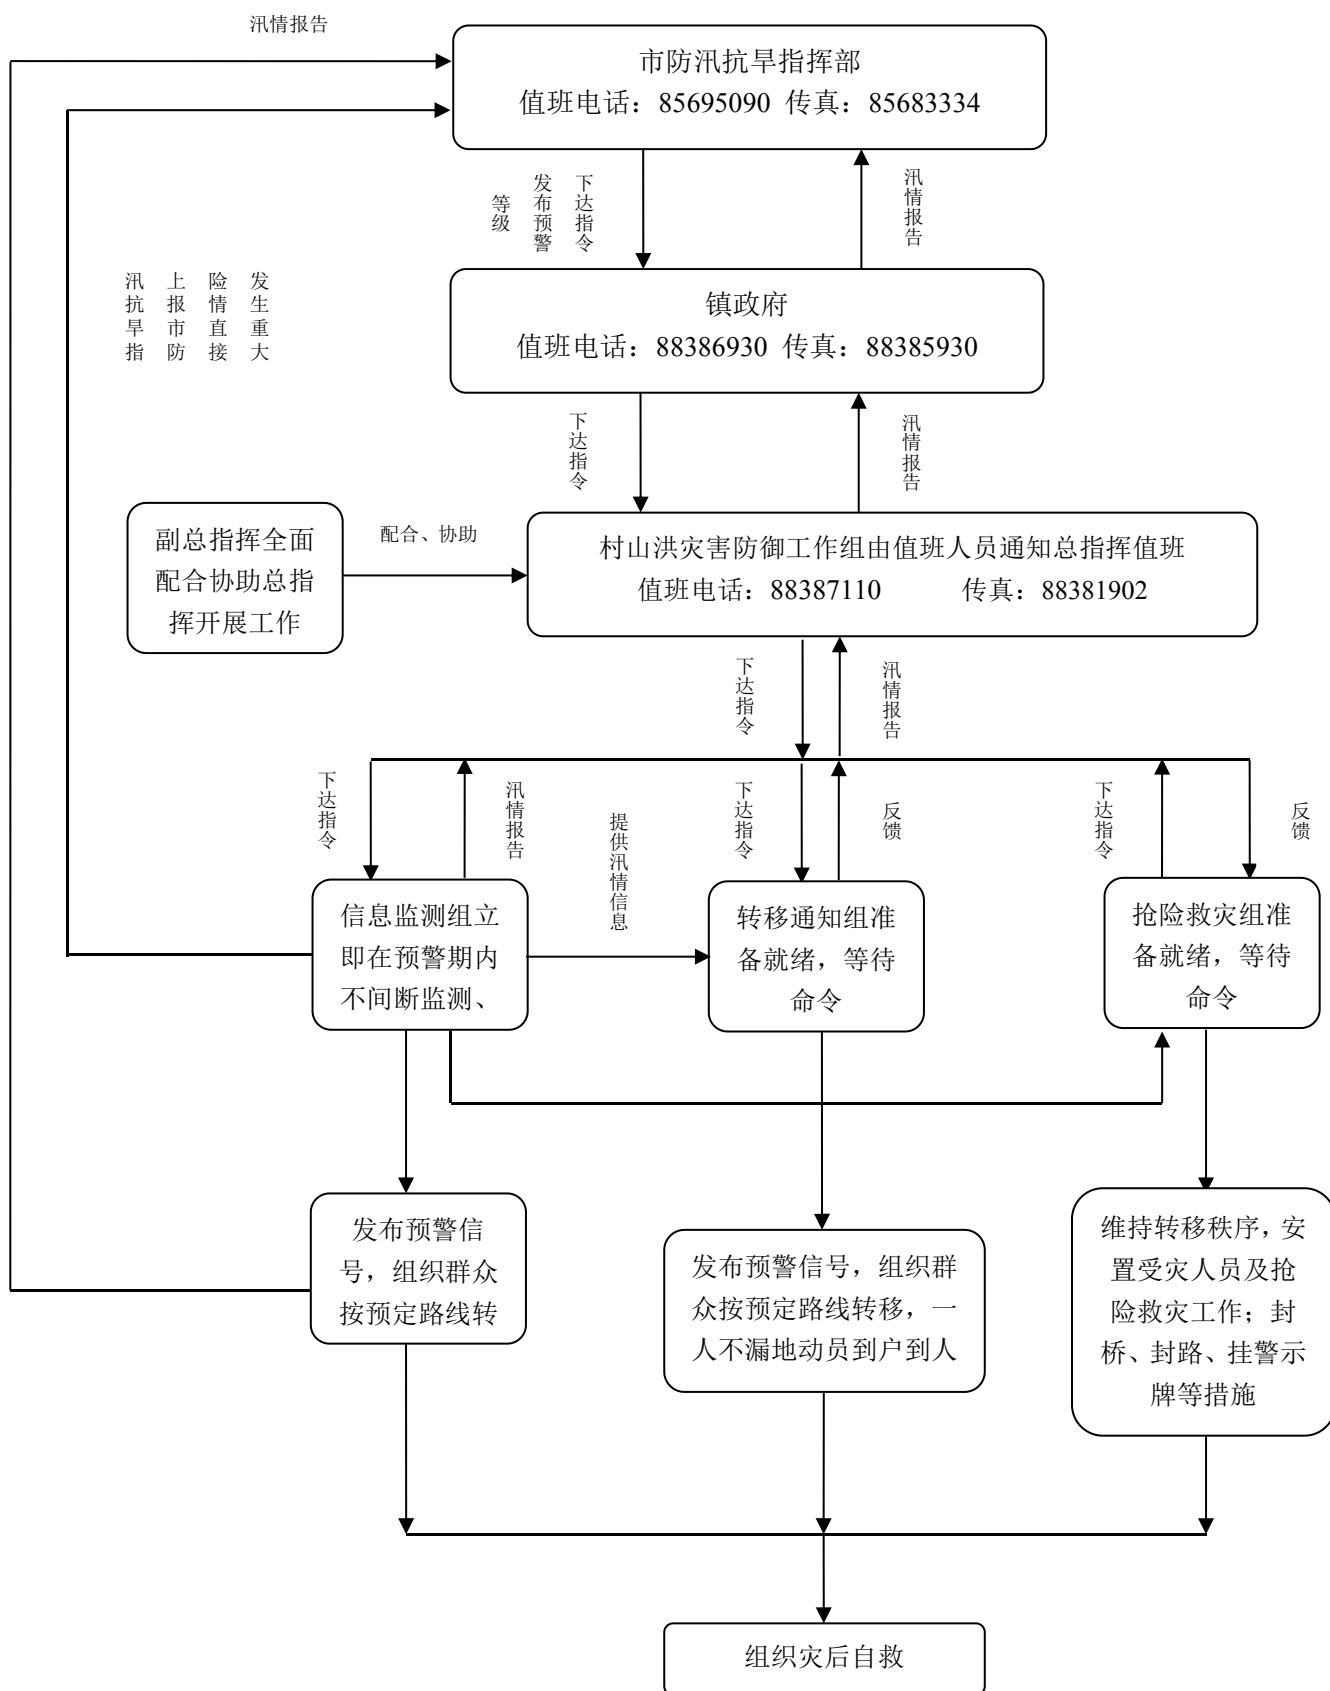 汛情报告
市防汛抗旱指挥部
值班电话：85695090 传真：85683334
下达指令
发布预警
等级
汛情报告
发生重大
险情直接
上报市防
汛抗旱指
镇政府
值班电话：88386930 传真：88385930
下达指令
汛情报告
副总指挥全面
配合协助总指
挥开展工作
配合、协助
村山洪灾害防御工作组由值班人员通知总指挥值班
值班电话：88387110 传真：88381902
下达指令
汛情报告
下达指令
汛情报告
提供汛情信息
下达指令
反馈
下达指令
反馈
信息监测组立
即在预警期内
不间断监测、
转移通知组准
备就绪，等待
命令
抢险救灾组准
备就绪，等待
命令
发布预警信
号，组织群众
按预定路线转
发布预警信号，组织群
众按预定路线转移，一
人不漏地动员到户到人
维持转移秩序，安
置受灾人员及抢
险救灾工作；封
桥、封路、挂警示
牌等措施
组织灾后自救